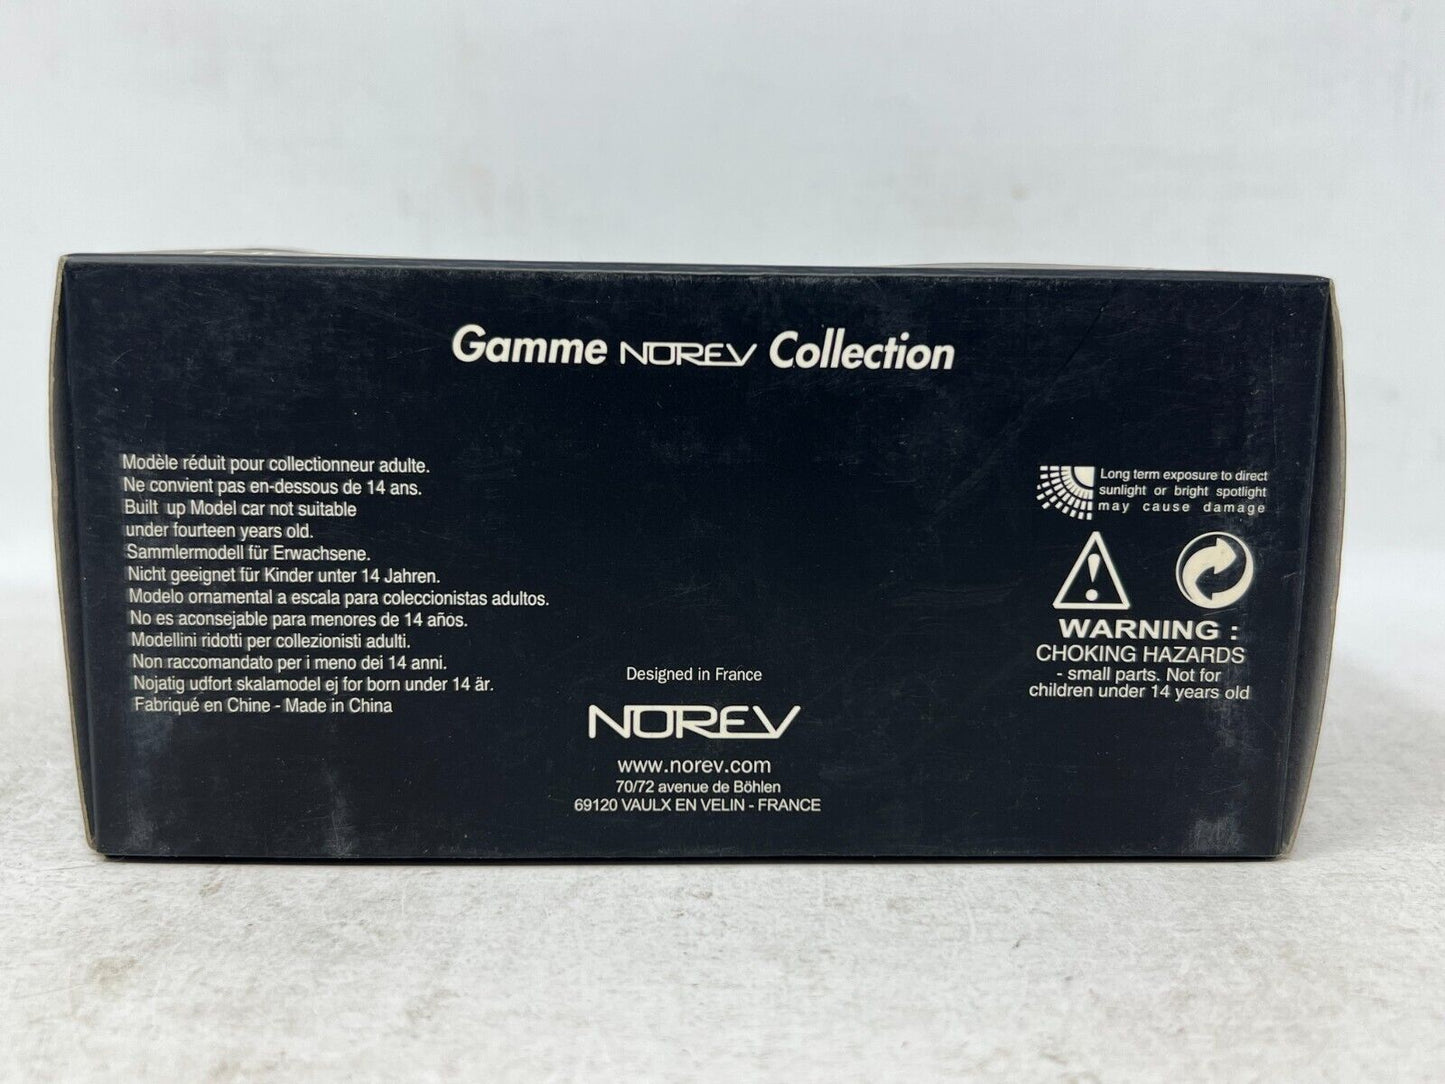 Gamme NOREV Collection
Modèle réduit pour collectionneur adulte.
Ne convient pas en-dessous de 14 ans.
Built up Model car not suitable
under fourteen years old.
Sammlermodell für Erwachsene.
Nicht geeignet für Kinder unter 14 Jahren.
Modelo ornamental a escala para coleccionistas adultos.
No es aconsejable para menores de 14 años.
Modellini ridotti per collezionisti adulti.
Non raccomandato per i meno dei 14 anni.
Nojatig udfort skalamodel ej for born under 14 är.
Fabriqué en Chine - Made in China
Designed in France
NOREV
www.norev.com
70/72 avenue de Böhlen
69120 VAULX EN VELIN - FRANCE
Long term exposure to direct
sunlight or bright spotlight
may cause damage
WARNING :
CHOKING HAZARDS
- small parts. Not for
children under 14 years old